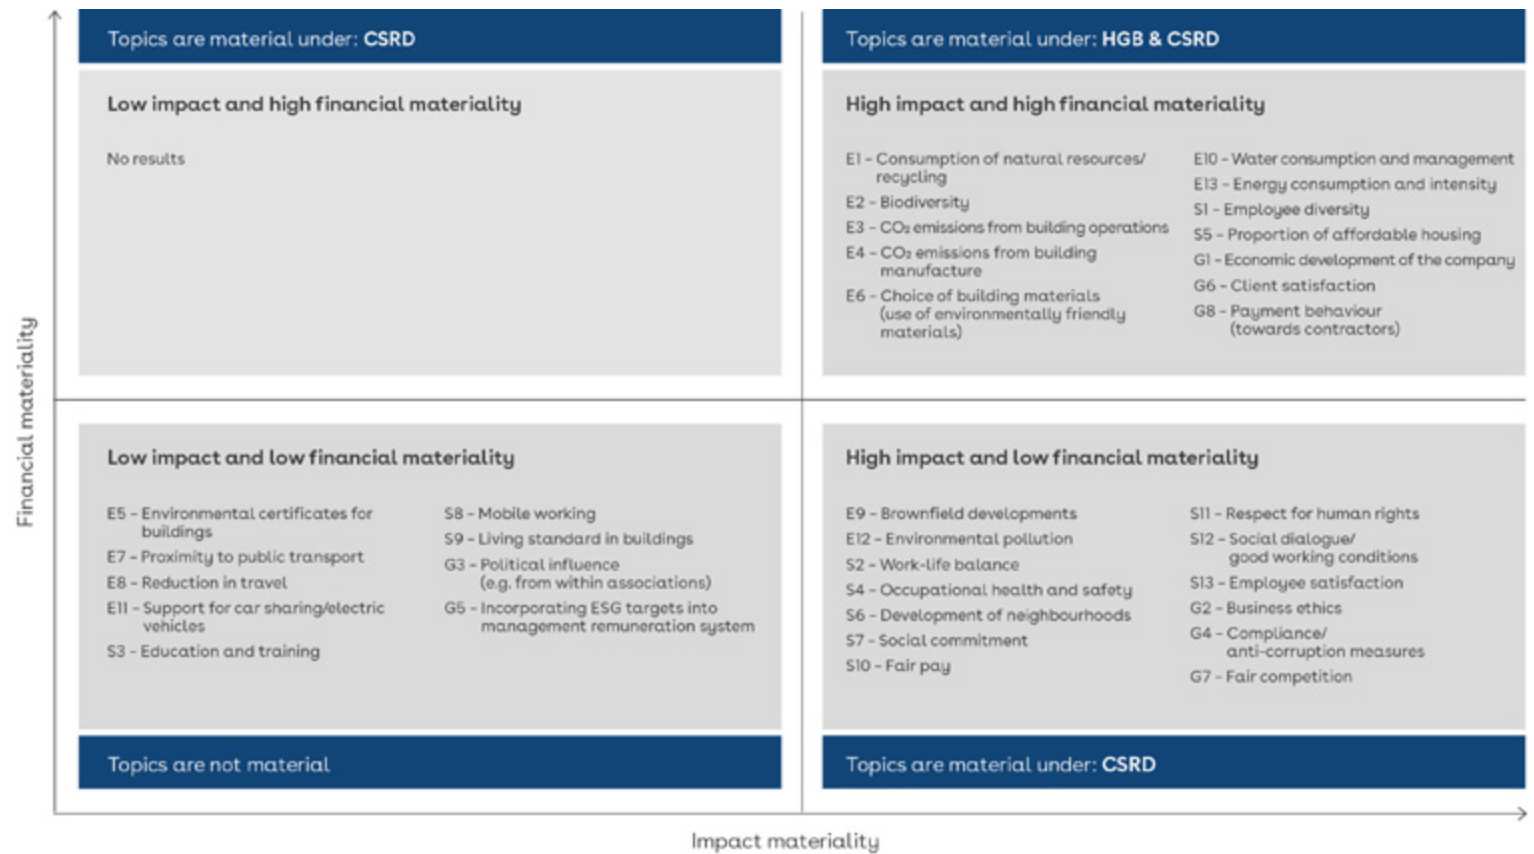 Topics are material under: CSRD
Low impact and high financial materiality
No results
Topics are material under: HGB & CSRD
High impact and high financial materiality
E1 – Consumption of natural resources/
recycling
E2 – Biodiversity
E3 – CO₂ emissions from building operations
E4 – CO₂ emissions from building
manufacture
E6 – Choice of building materials
(use of environmentally friendly
materials)
E10 – Water consumption and management
E13 – Energy consumption and intensity
S1 – Employee diversity
S5 – Proportion of affordable housing
G1 – Economic development of the company
G6 – Client satisfaction
G8 – Payment behaviour
(towards contractors)
Financial materiality
Low impact and low financial materiality
E5 – Environmental certificates for
buildings
E7 – Proximity to public transport
E8 – Reduction in travel
E11 – Support for car sharing/electric
vehicles
S3 – Education and training
S8 – Mobile working
S9 – Living standard in buildings
G3 – Political influence
(e.g. from within associations)
G5 – Incorporating ESG targets into
management remuneration system
Topics are not material
High impact and low financial materiality
E9 – Brownfield developments
E12 – Environmental pollution
S2 – Work-life balance
S4 – Occupational health and safety
S6 – Development of neighbourhoods
S7 – Social commitment
S10 – Fair pay
S11 – Respect for human rights
S12 – Social dialogue/
good working conditions
S13 – Employee satisfaction
G2 – Business ethics
G4 – Compliance/
anti-corruption measures
G7 – Fair competition
Topics are material under: CSRD
Impact materiality